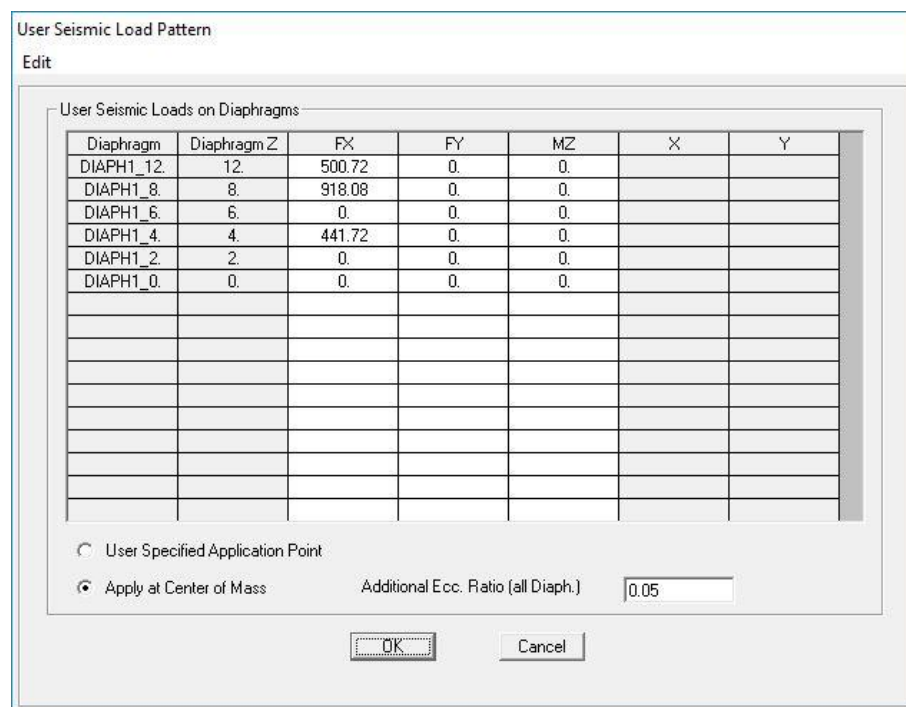 User Seismic Load Pattern
Edit
User Seismic Loads on Diaphragms
Diaphragm Diaphragm Z FX FY MZ X Y
DIAPH1_12. 12. 500.72 0. 0.
DIAPH1_8. 8. 918.08 0. 0.
DIAPH1_6. 6. 0. 0. 0.
DIAPH1_4. 4. 441.72 0. 0.
DIAPH1_2. 2. 0. 0. 0.
DIAPH1_0. 0. 0. 0. 0.
User Specified Application Point
Apply at Center of Mass Additional Ecc. Ratio (all Diaph.) 0.05
OK Cancel